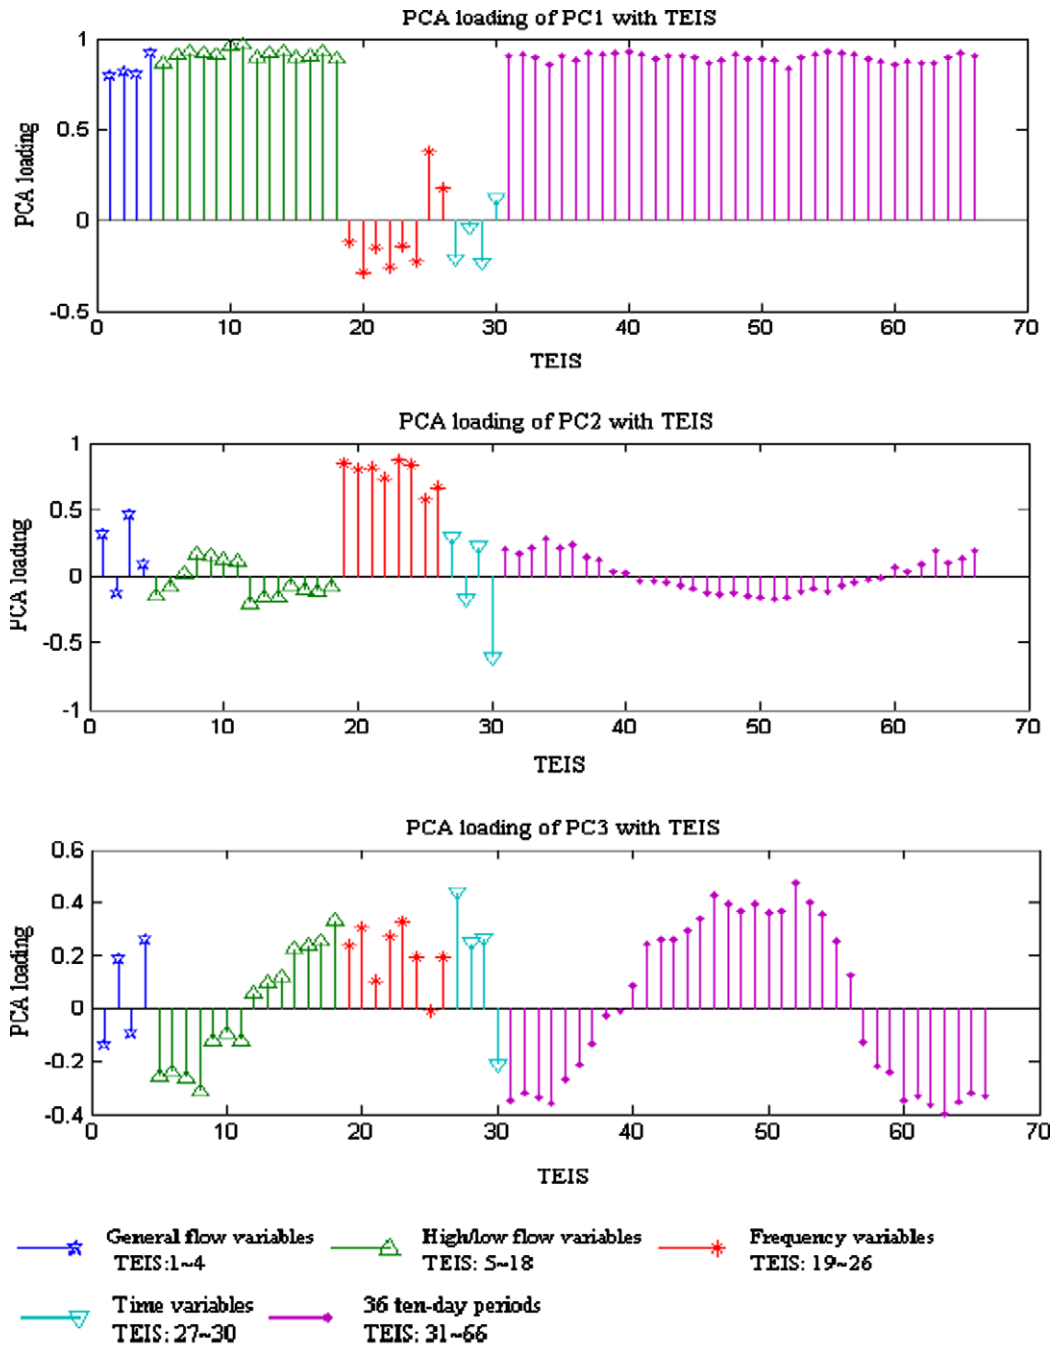 PCA loading of PC1 with TEIS
1
0.5
0
-0.5
PCA loading
0 10 20 30 40 50 60 70
TEIS
PCA loading of PC2 with TEIS
1
0.5
0
-0.5
-1
PCA loading
0 10 20 30 40 50 60 70
TEIS
PCA loading of PC3 with TEIS
0.6
0.4
0.2
0
-0.2
-0.4
PCA loading
0 10 20 30 40 50 60 70
TEIS
General flow variables
TEIS:1~4
High/low flow variables
TEIS: 5~18
Frequency variables
TEIS: 19~26
Time variables
TEIS: 27~30
36 ten-day periods
TEIS: 31~66